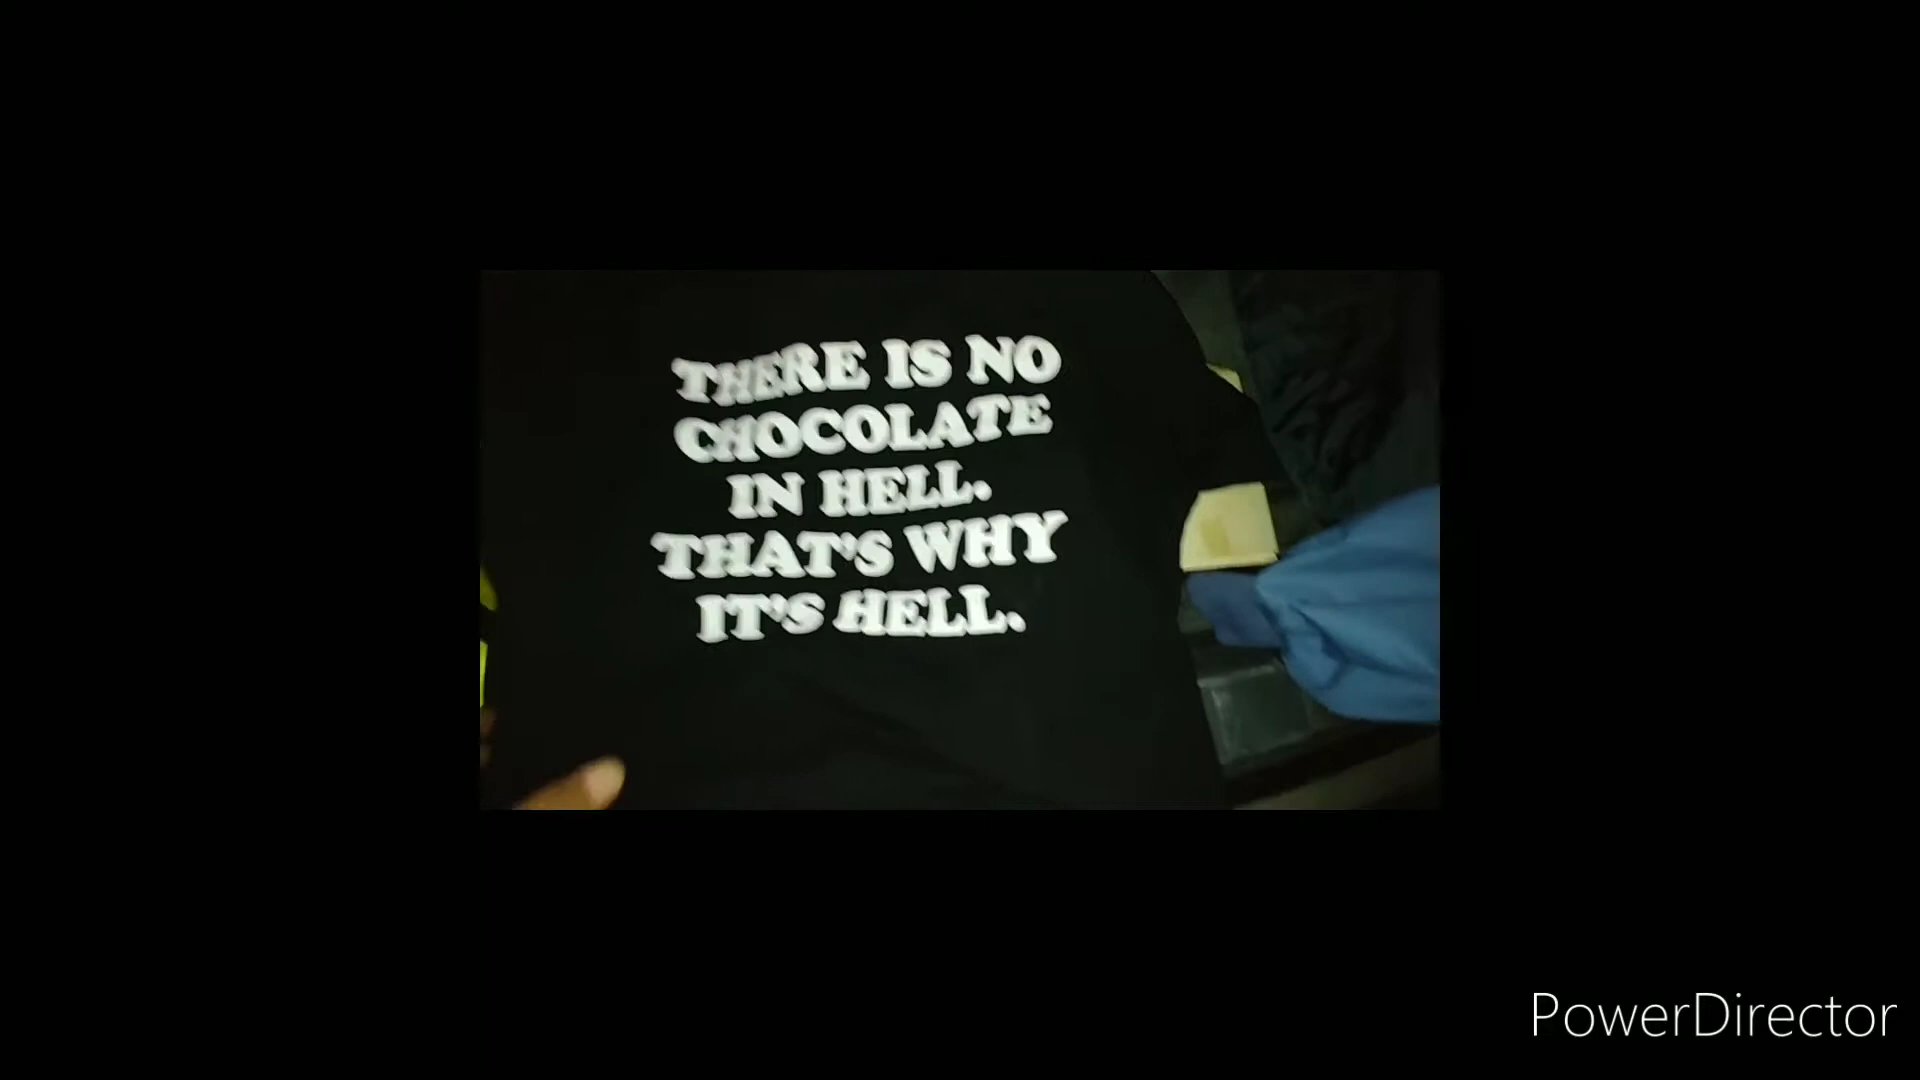 THERE IS NO
CHOCOLATE
IN HELL.
THAT'S WHY
IT'S HELL.
PowerDirector